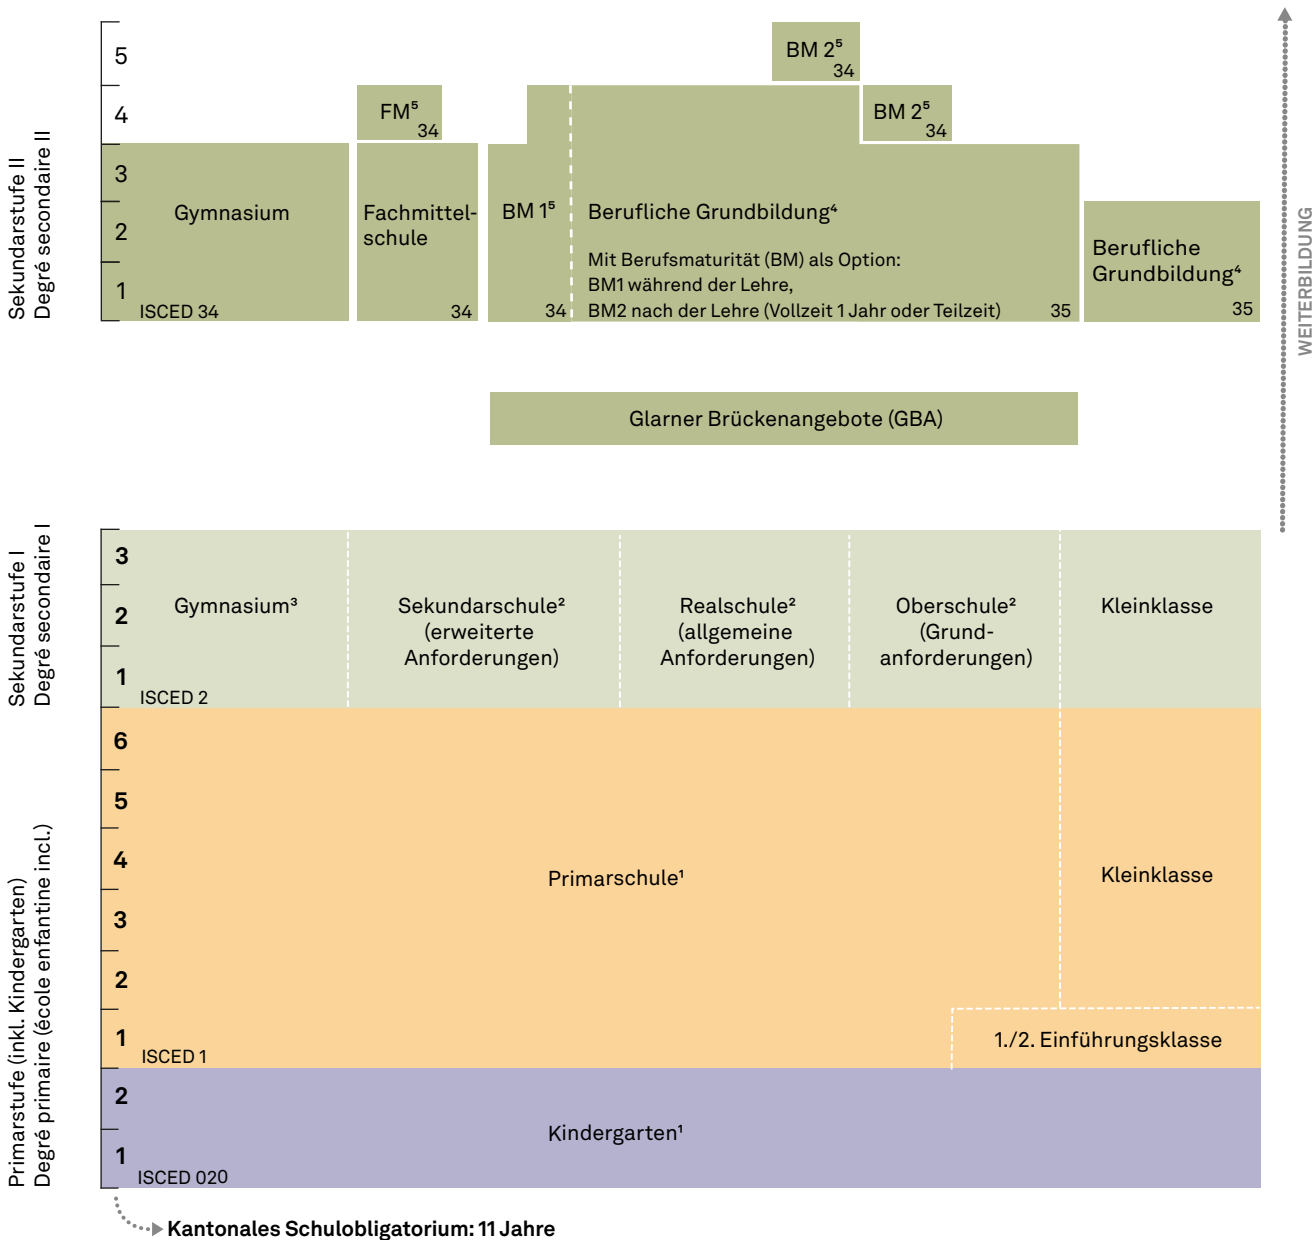 Sekundarstufe II
Degré secondaire II
5
4
3
2
1
BM 2⁵
34
FM⁵
34
BM 2⁵
34
Gymnasium
ISCED 34
Fachmittel-
schule
34
BM 1⁵
34
Berufliche Grundbildung⁴
Mit Berufsmaturität (BM) als Option:
BM1 während der Lehre,
BM2 nach der Lehre (Vollzeit 1 Jahr oder Teilzeit)
35
Berufliche
Grundbildung⁴
35
WEITERBILDUNG
Glarner Brückenangebote (GBA)
Sekundarstufe I
Degré secondaire I
3
2
1
Gymnasium³
ISCED 2
Sekundarschule²
(erweiterte
Anforderungen)
Realschule²
(allgemeine
Anforderungen)
Oberschule²
(Grund-
anforderungen)
Kleinklasse
Primarstufe (inkl. Kindergarten)
Degré primaire (école enfantine incl.)
6
5
4
3
2
1
ISCED 1
Primarschule¹
Kleinklasse
1./2. Einführungsklasse
2
1
Kindergarten¹
ISCED 020
Kantonales Schulobligatorium: 11 Jahre